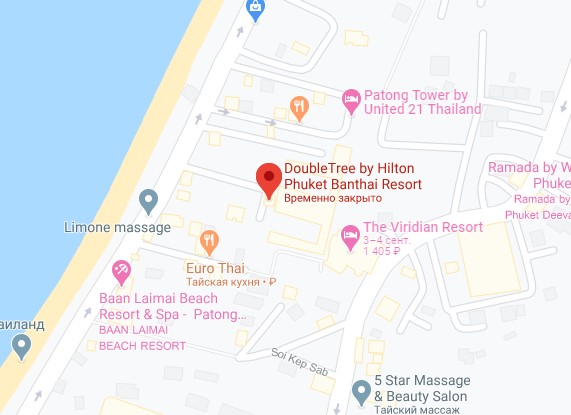 Patong Tower by
United 21 Thailand
DoubleTree by Hilton
Phuket Banthai Resort
Временно закрыто
Ramada by W
Phuke
Ramada by
Phuket Deeva
Limone massage
The Viridian Resort
3–4 сент.
1 405 ₽
Euro Thai
Тайская кухня • ₽
Baan Laimai Beach
Resort & Spa - Patong...
BAAN LAIMAI
BEACH RESORT
аиланд
Soi Kep Sab
5 Star Massage
& Beauty Salon
Тайский массаж